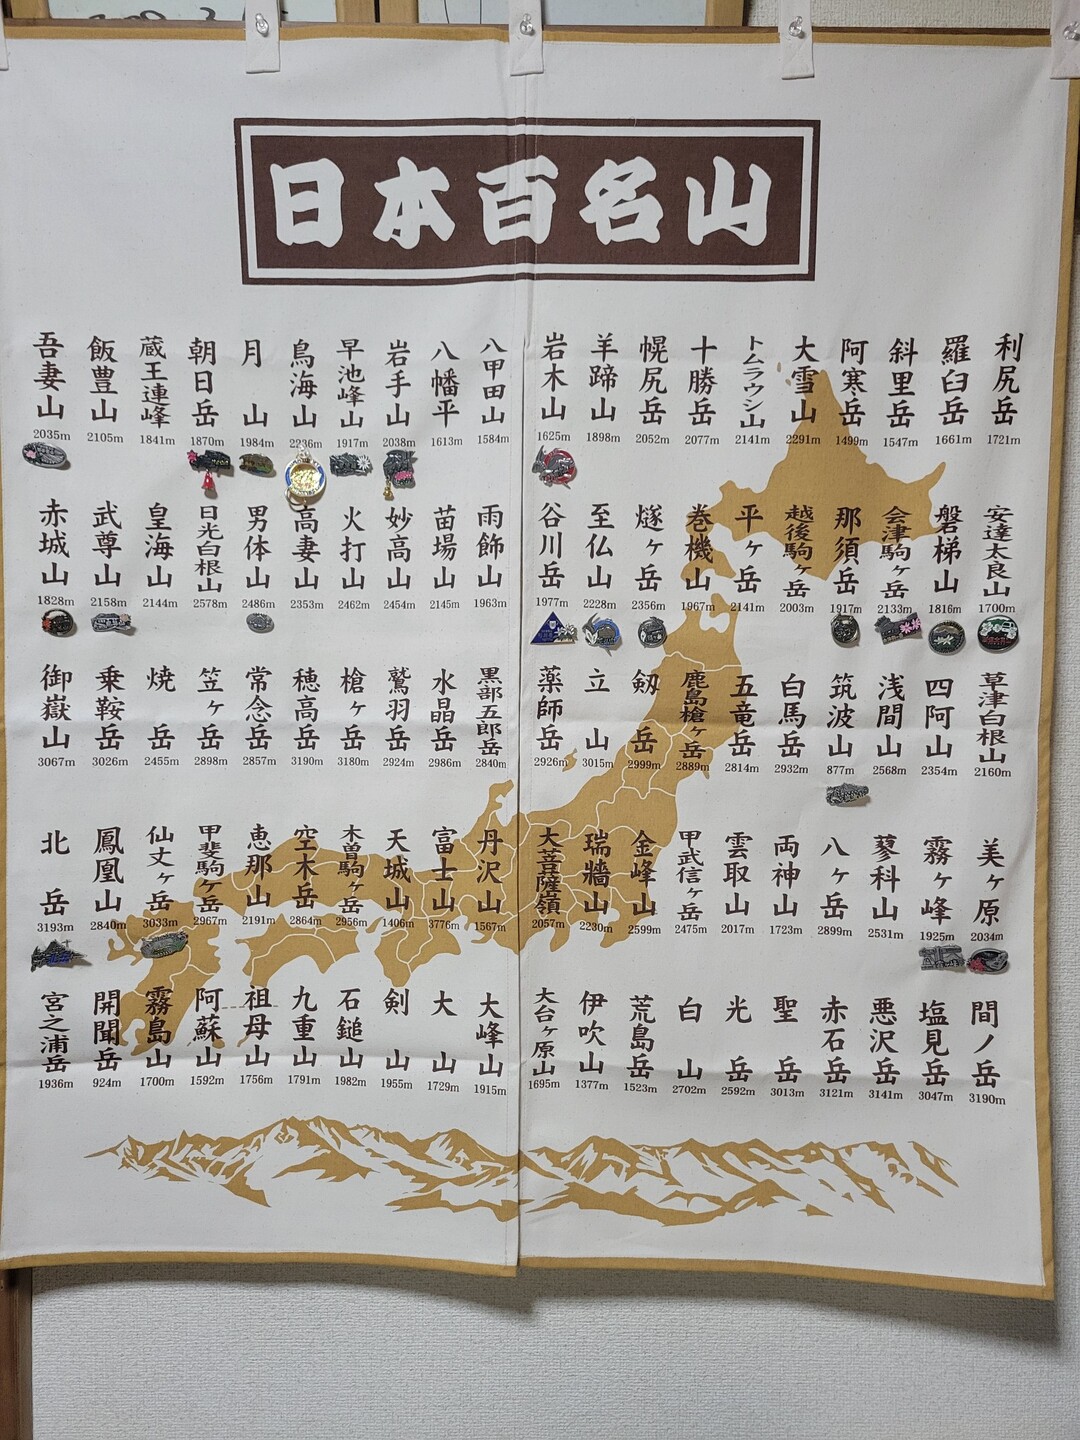 日本百名山
利尻岳
1721m
羅臼岳
1661m
斜里岳
1547m
阿寒岳
1499m
大雪山
2291m
トムラウシ山
2141m
十勝岳
2077m
幌尻岳
2052m
羊蹄山
1898m
岩木山
1625m
八甲田山
1584m
八幡平
1613m
岩手山
2038m
早池峰山
1917m
鳥海山
2236m
月山
1984m
朝日岳
1870m
蔵王連峰
1841m
飯豊山
2105m
吾妻山
2035m
安達太良山
1700m
磐梯山
1816m
会津駒ヶ岳
2133m
那須岳
1917m
越後駒ヶ岳
2003m
平ヶ岳
2141m
巻機山
1967m
燧ヶ岳
2356m
至仏山
2228m
谷川岳
1977m
雨飾山
1963m
苗場山
2145m
妙高山
2454m
火打山
2462m
高妻山
2353m
男体山
2486m
日光白根山
2578m
皇海山
2144m
武尊山
2158m
赤城山
1828m
草津白根山
2160m
四阿山
2354m
浅間山
2568m
筑波山
877m
白馬岳
2932m
五竜岳
2814m
鹿島槍ヶ岳
2889m
剱岳
2999m
立山
3015m
薬師岳
2926m
黒部五郎岳
2840m
水晶岳
2986m
鷲羽岳
2924m
槍ヶ岳
3180m
穂高岳
3190m
常念岳
2857m
笠ヶ岳
2898m
焼岳
2455m
乗鞍岳
3026m
御嶽山
3067m
美ヶ原
2034m
霧ヶ峰
1925m
蓼科山
2531m
八ヶ岳
2899m
両神山
1723m
雲取山
2017m
甲武信ヶ岳
2475m
金峰山
2599m
瑞牆山
2230m
大菩薩嶺
2057m
丹沢山
1567m
富士山
3776m
天城山
1406m
木曽駒ヶ岳
2956m
空木岳
2864m
恵那山
2191m
甲斐駒ヶ岳
2967m
仙丈ヶ岳
3033m
鳳凰山
2840m
北岳
3193m
間ノ岳
3190m
塩見岳
3047m
悪沢岳
3141m
赤石岳
3121m
聖岳
3013m
光岳
2592m
白山
2702m
荒島岳
1523m
伊吹山
1377m
大台ヶ原山
1695m
大峰山
1915m
大山
1729m
剣山
1955m
石鎚山
1982m
九重山
1791m
祖母山
1756m
阿蘇山
1592m
霧島山
1700m
開聞岳
924m
宮之浦岳
1936m